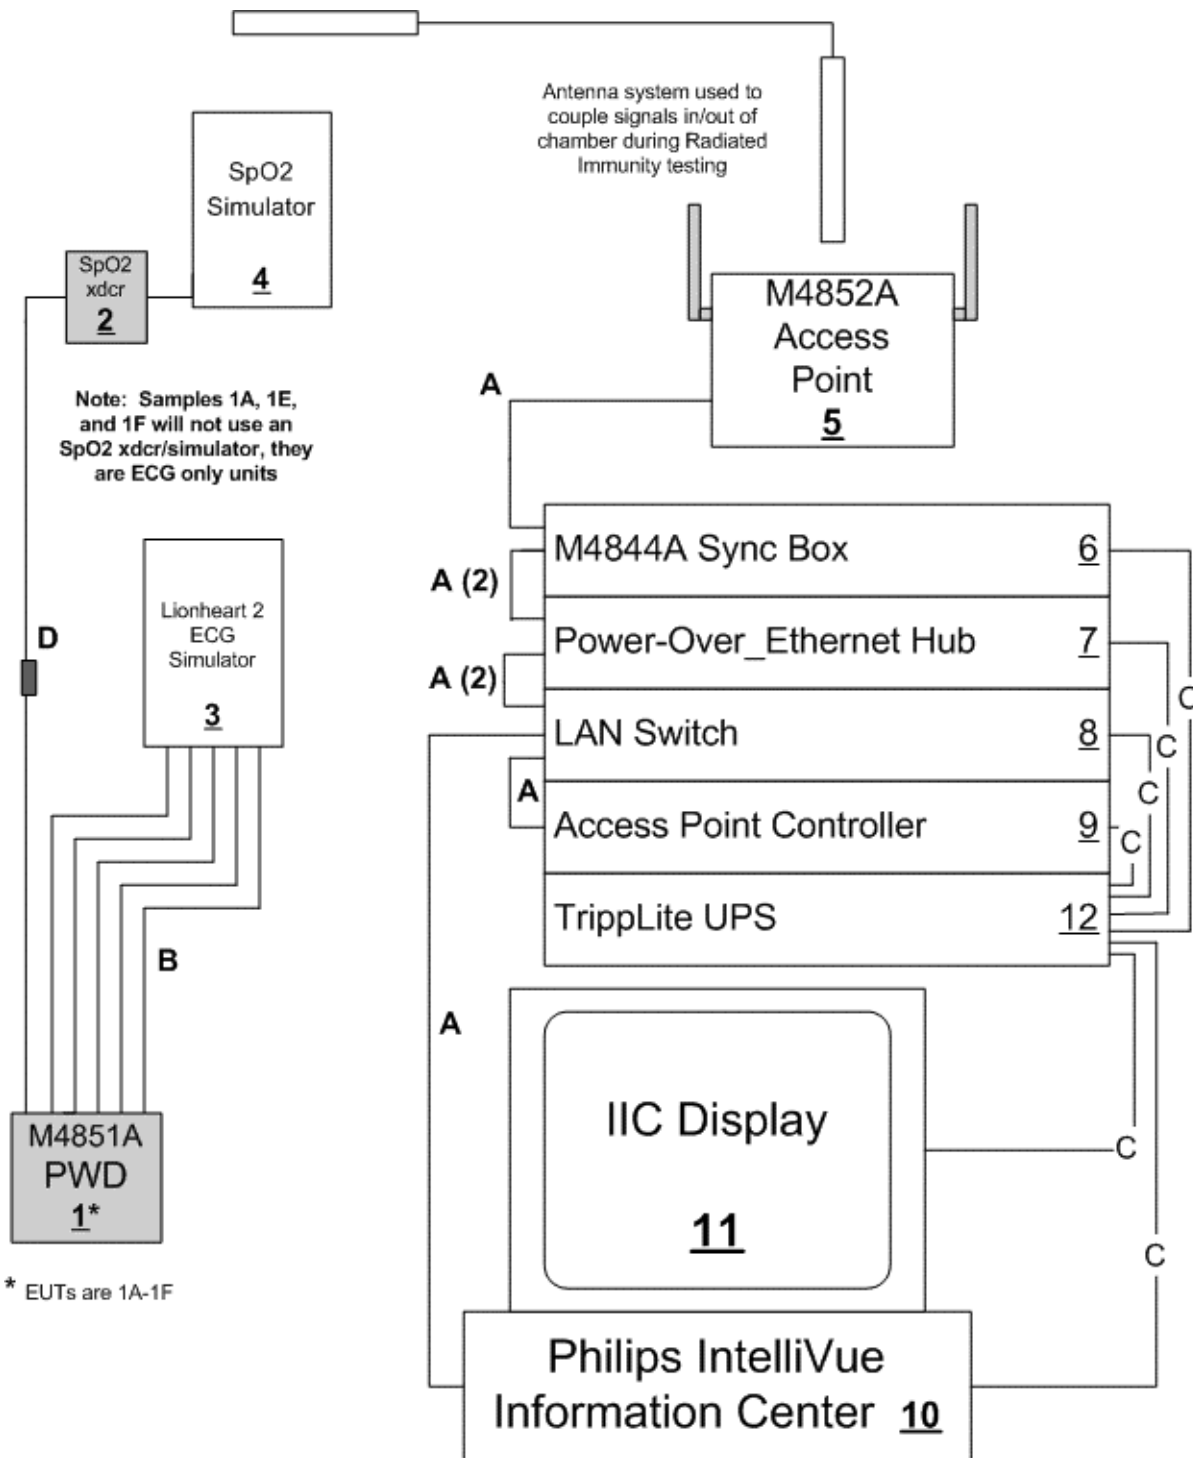 Antenna system used to
couple signals in/out of
chamber during Radiated
Immunity testing
SpO2
Simulator
4
SpO2
xdcr
2
M4852A
Access
Point
5
A
Note: Samples 1A, 1E,
and 1F will not use an
SpO2 xdcr/simulator, they
are ECG only units
M4844A Sync Box 6
A (2)
Lionheart 2
ECG
Simulator
3
D
Power-Over_Ethernet Hub 7
A (2)
C
LAN Switch 8
C
A
C
Access Point Controller 9
C
TrippLite UPS 12
B
A
IIC Display
11
C
M4851A
PWD
1*
C
* EUTs are 1A-1F
Philips IntelliVue
Information Center 10